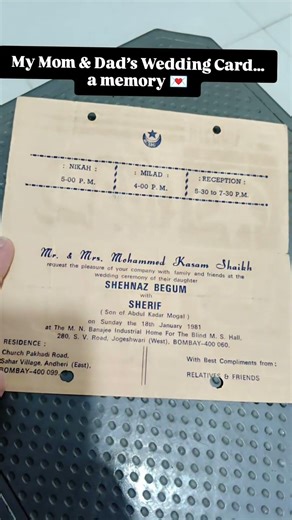 My Mom & Dad's Wedding Card...
a memory 💌
: NIKAH :
5-00 P. M.
: MILAD :
4-00 P. M.
: RECEPTION :
5-30 to 7-30 P.M.
Mr. & Mrs. Mohammed Kasam Shaikh
request the pleasure of your company with family and friends at the
wedding ceremony of their daughter
SHEHNAZ BEGUM
with
SHERIF
( Son of Abdul Kadar Mogal )
on Sunday the 18th January 1981
at The M. N. Banajee Industrial Home For The Blind M. S. Hall,
280, S. V. Road, Jogeshwari (West), BOMBAY-400 060.
RESIDENCE :
Church Pakhadi Road,
Sahar Village, Andheri (East),
BOMBAY-400 099
With Best Compliments from :
RELATIVES & FRIENDS